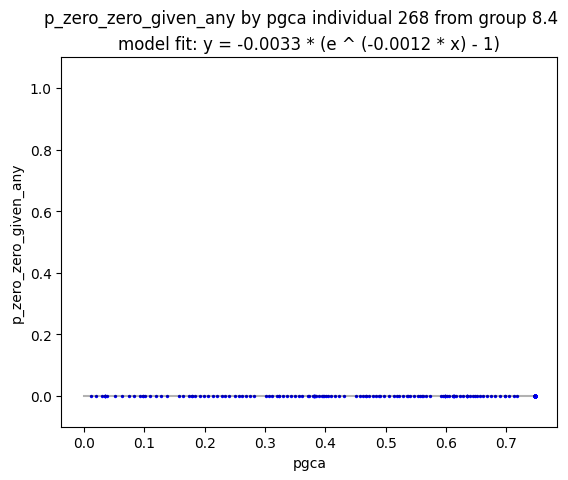 p_zero_zero_given_any by pgca individual 268 from group 8.4
model fit: y = -0.0033 * (e ^ (-0.0012 * x) - 1)
p_zero_zero_given_any
1.0
0.8
0.6
0.4
0.2
0.0
0.0 0.1 0.2 0.3 0.4 0.5 0.6 0.7
pgca